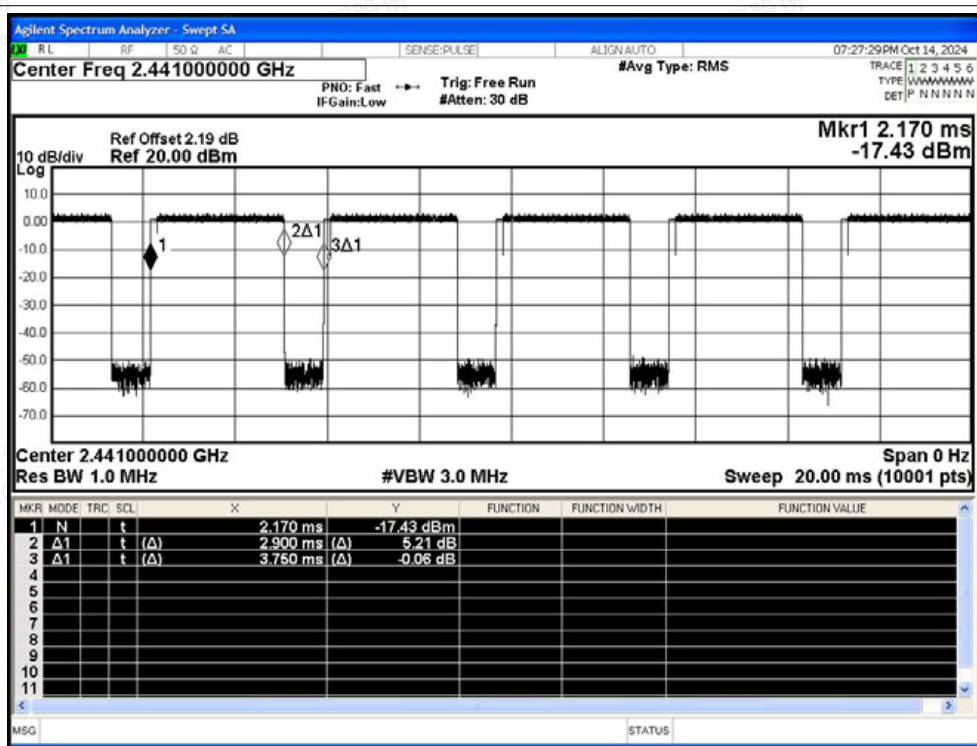 Agilent Spectrum Analyzer - Swept SA
RL RF 50 Ω AC SENSE:PULSE ALIGNAUTO 07:27:29PM Oct 14, 2024
Center Freq 2.441000000 GHz #Avg Type: RMS TRACE 1 2 3 4 5 6
PNO: Fast Trig: Free Run TYPE WWWWWW
IFGain:Low #Atten: 30 dB DET P N N N N N
Mkr1 2.170 ms
Ref Offset 2.19 dB
10 dB/div Ref 20.00 dBm -17.43 dBm
Log
10.0
0.00
2Δ1
1
3Δ1
-10.0
-20.0
-30.0
-40.0
-50.0
-60.0
-70.0
Center 2.441000000 GHz Span 0 Hz
Res BW 1.0 MHz #VBW 3.0 MHz Sweep 20.00 ms (10001 pts)
MKR MODE TRC SCL X Y FUNCTION FUNCTION WIDTH FUNCTION VALUE
1 N t 2.170 ms -17.43 dBm
2 Δ1 t (Δ) 2.900 ms (Δ) 5.21 dB
3 Δ1 t (Δ) 3.750 ms (Δ) -0.06 dB
4
5
6
7
8
9
10
11
MSG STATUS